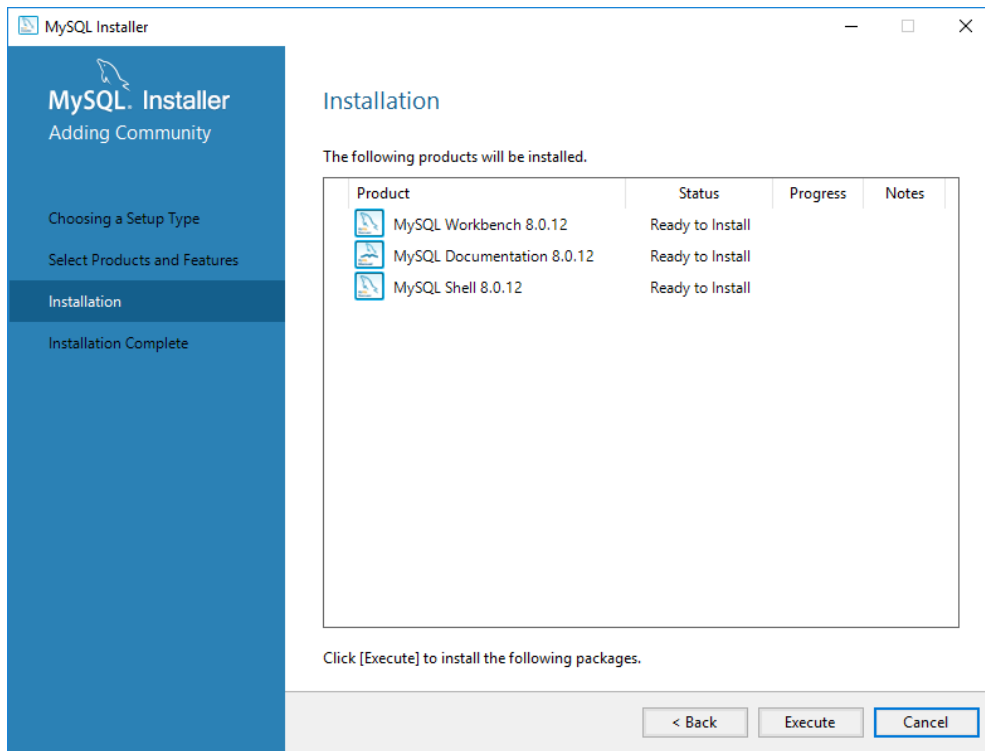 MySQL Installer
MySQL. Installer
Adding Community
Choosing a Setup Type
Select Products and Features
Installation
Installation Complete
Installation
The following products will be installed.
Product Status Progress Notes
MySQL Workbench 8.0.12 Ready to Install
MySQL Documentation 8.0.12 Ready to Install
MySQL Shell 8.0.12 Ready to Install
Click [Execute] to install the following packages.
< Back Execute Cancel